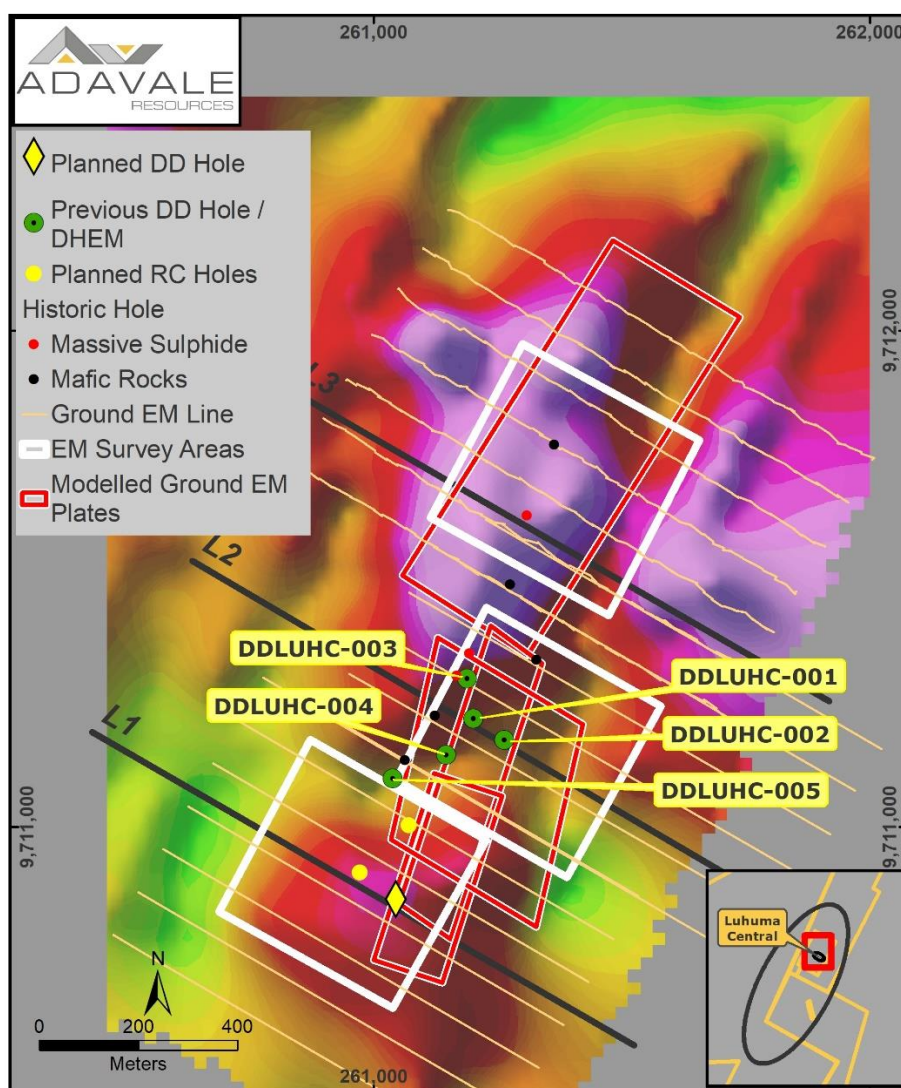 261,000
262,000
ADAVALE
RESOURCES
Planned DD Hole
Previous DD Hole /
DHEM
Planned RC Holes
Historic Hole
Massive Sulphide
Mafic Rocks
Ground EM Line
EM Survey Areas
Modelled Ground EM
Plates
9,712,000
9,712,000
L3
L2
L1
DDLUHC-003
DDLUHC-001
DDLUHC-004
DDLUHC-002
DDLUHC-005
9,711,000
9,711,000
Luhuma
Central
N
0 200 400
Meters
261,000